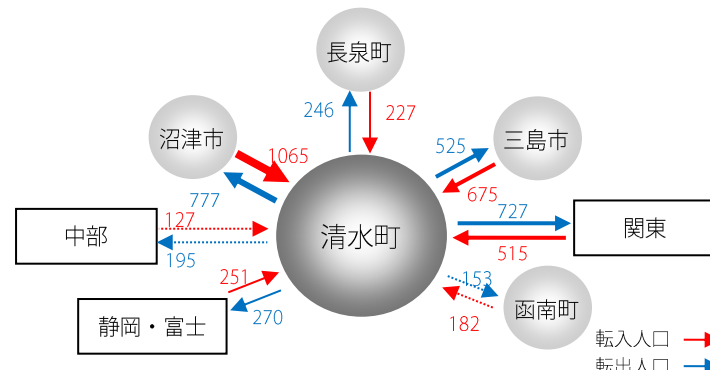 長泉町
246
227
沼津市
1065
777
三島市
525
675
清水町
中部
127
195
関東
727
515
静岡・富士
251
270
函南町
153
182
転入人口
転出人口